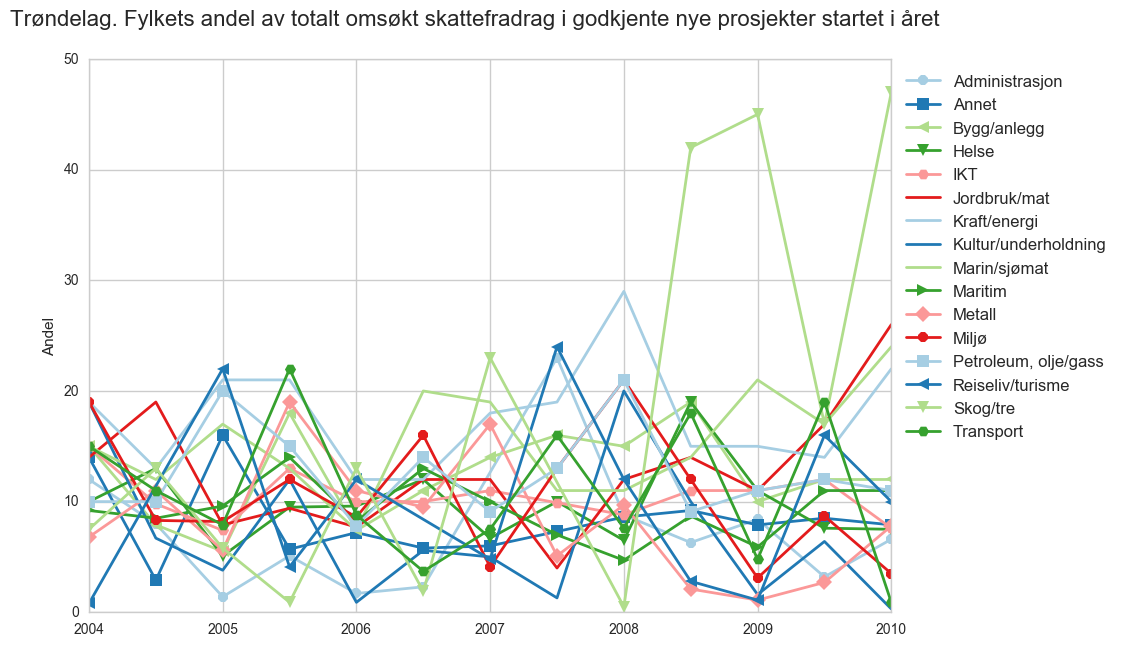 Trøndelag. Fylkets andel av totalt omsøkt skattefradrag i godkjente nye prosjekter startet i året
50
40
30
20
10
0
Andel
2004 2005 2006 2007 2008 2009 2010
Administrasjon
Annet
Bygg/anlegg
Helse
IKT
Jordbruk/mat
Kraft/energi
Kultur/underholdning
Marin/sjømat
Maritim
Metall
Miljø
Petroleum, olje/gass
Reiseliv/turisme
Skog/tre
Transport